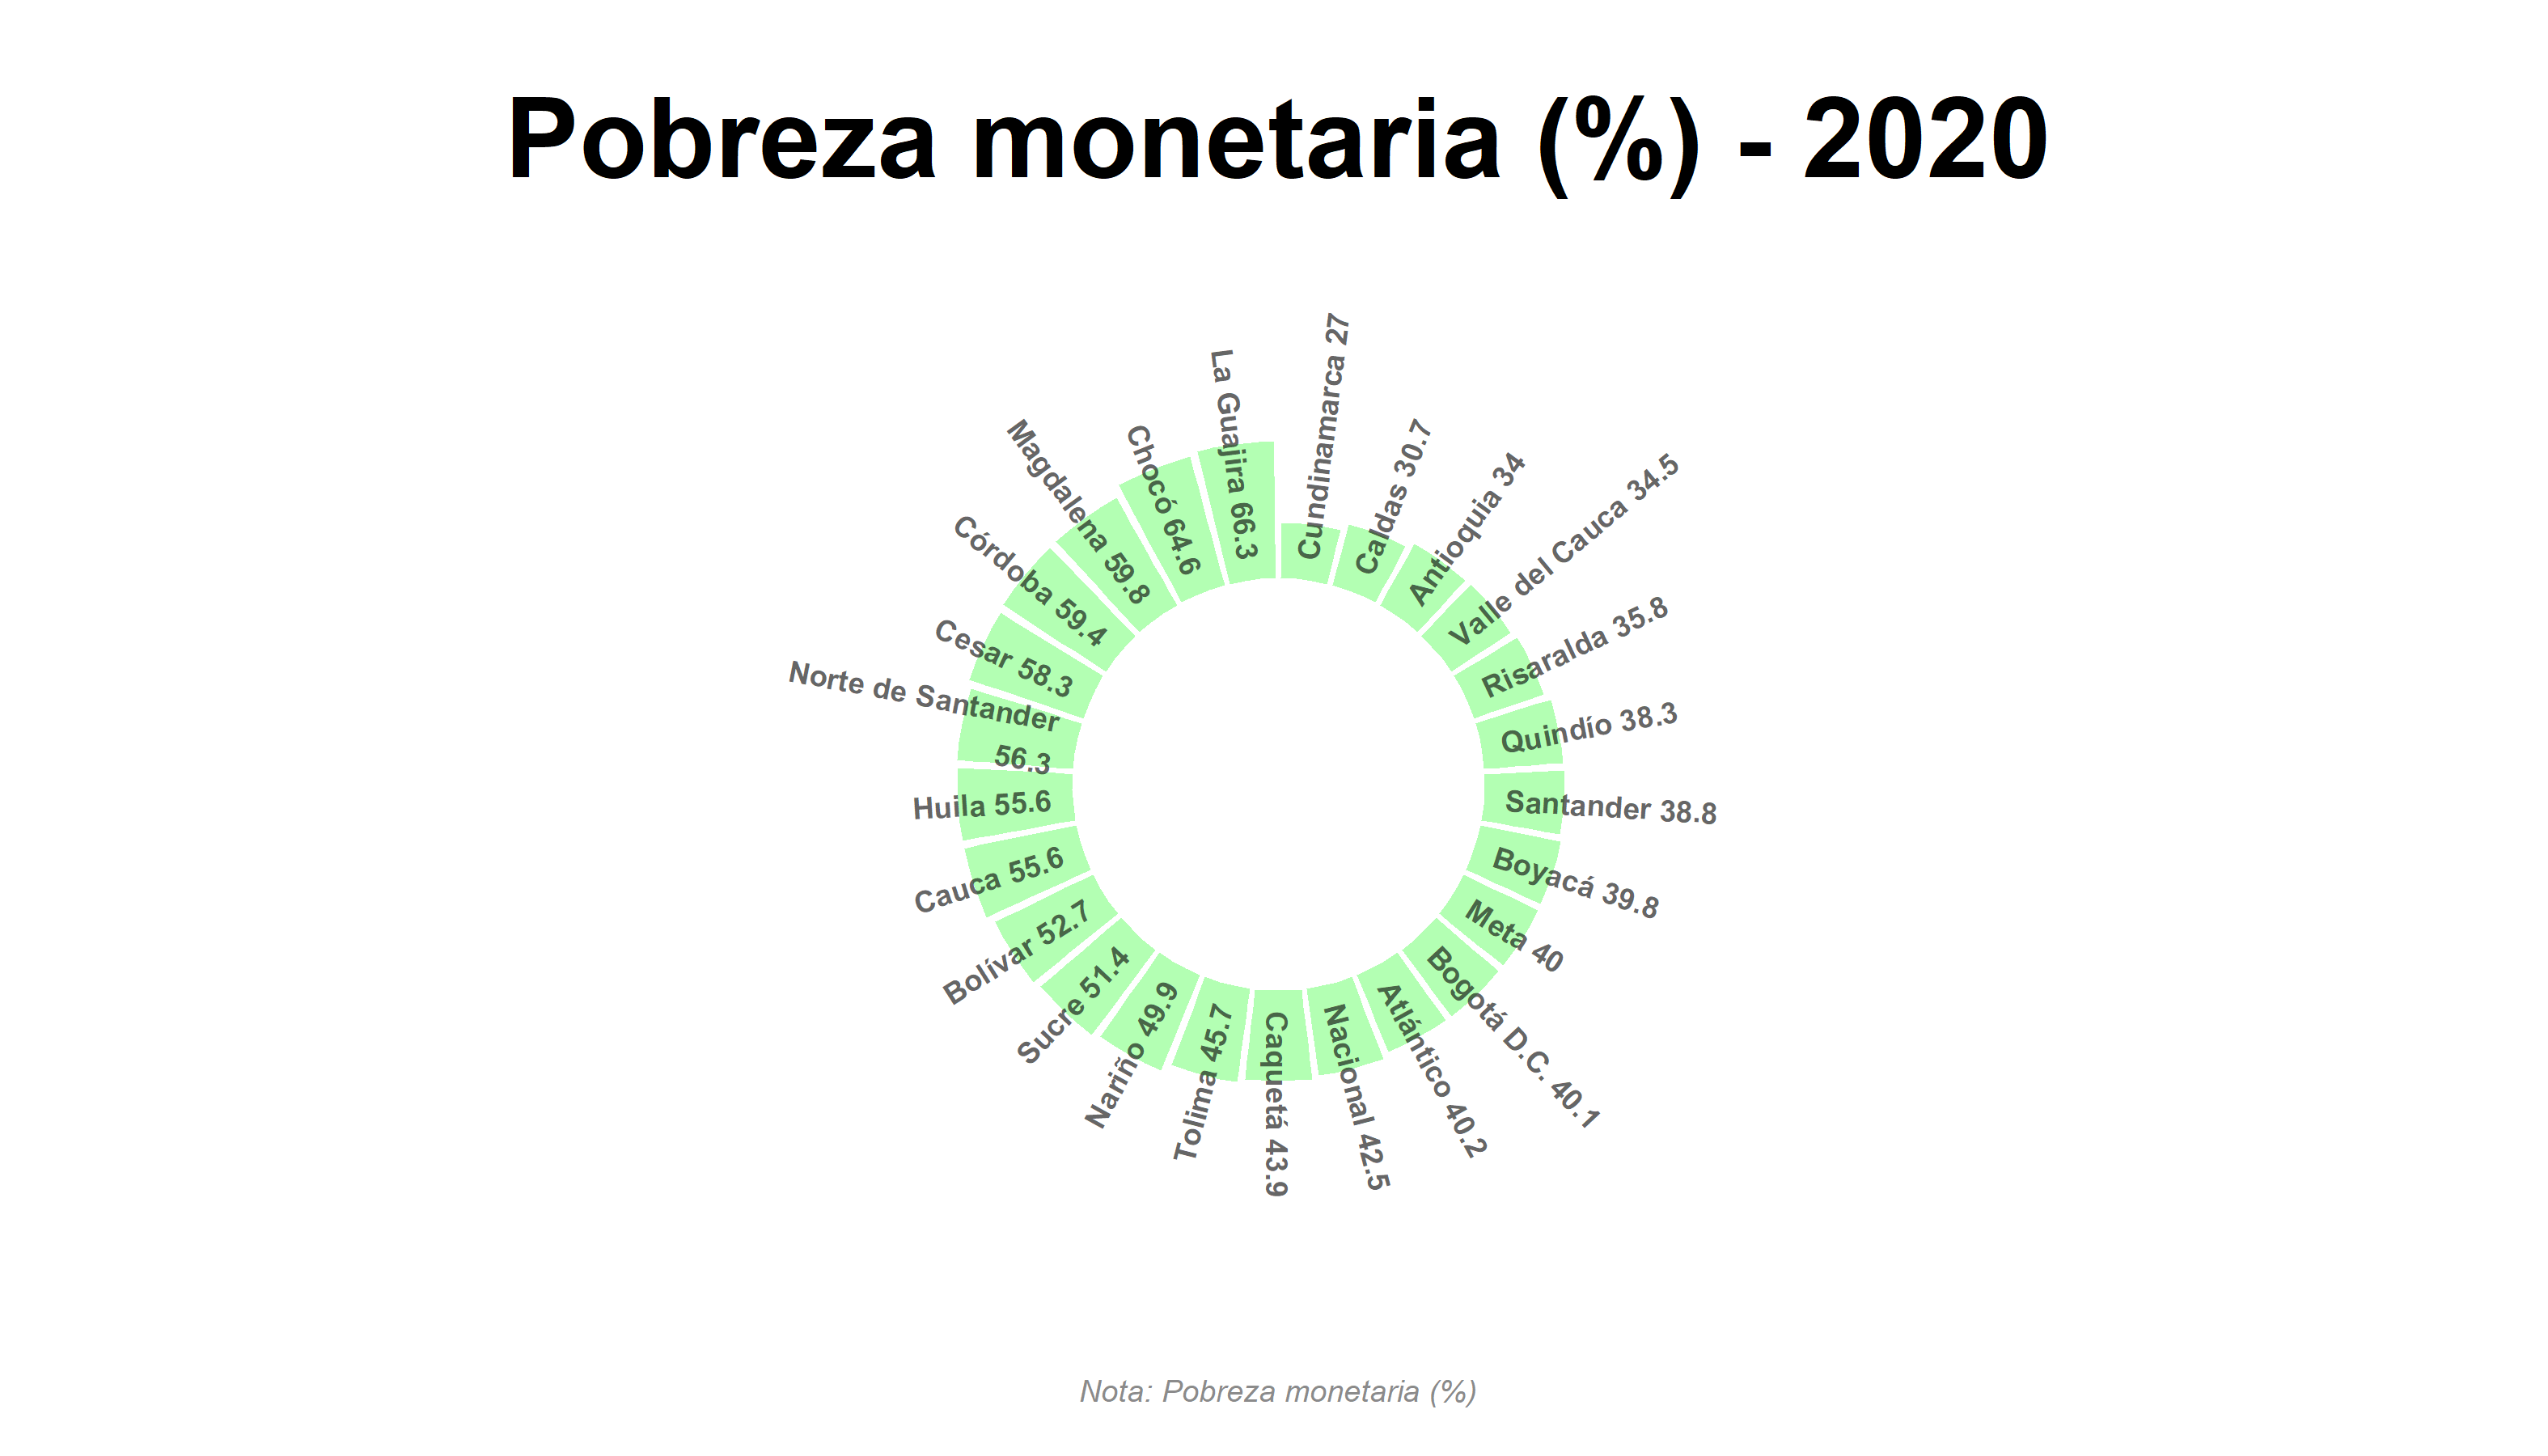 Pobreza monetaria (%) - 2020
Cundinamarca 27
Caldas 30.7
Antioquia 34
Valle del Cauca 34.5
Risaralda 35.8
Quindío 38.3
Santander 38.8
Boyacá 39.8
Meta 40
Bogotá D.C. 40.1
Atlántico 40.2
Nacional 42.5
Caquetá 43.9
Tolima 45.7
Nariño 49.9
Sucre 51.4
Bolívar 52.7
Cauca 55.6
Huila 55.6
Norte de Santander
56.3
Cesar 58.3
Córdoba 59.4
Magdalena 59.8
Chocó 64.6
La Guajira 66.3
Nota: Pobreza monetaria (%)